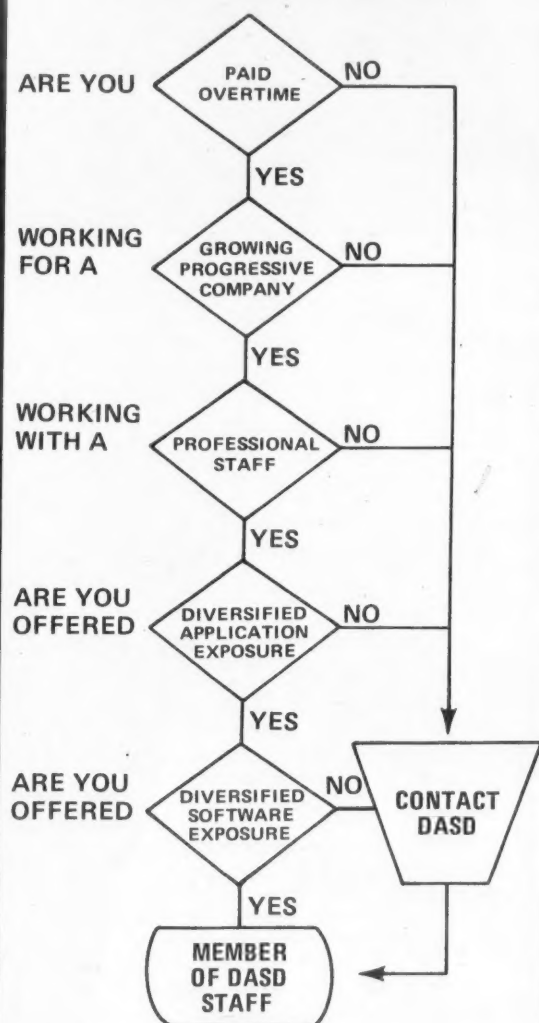 ARE YOU
PAID
OVERTIME
NO
YES
WORKING
FOR A
GROWING
PROGRESSIVE
COMPANY
NO
YES
WORKING
WITH A
PROFESSIONAL
STAFF
NO
YES
ARE YOU
OFFERED
DIVERSIFIED
APPLICATION
EXPOSURE
NO
YES
ARE YOU
OFFERED
DIVERSIFIED
SOFTWARE
EXPOSURE
NO
CONTACT
DASD
YES
MEMBER
OF DASD
STAFF